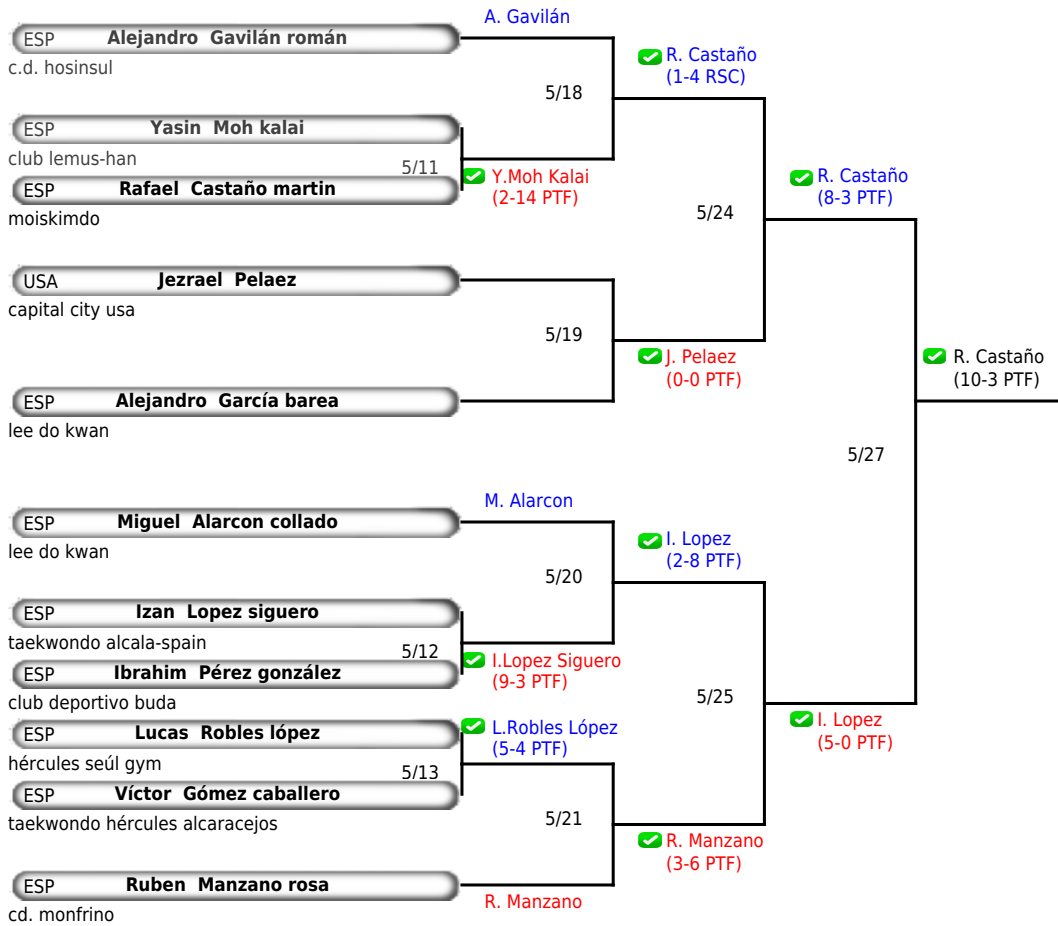 A. Gavilán
ESP Alejandro Gavilán román
c.d. hosinsul
R. Castaño
(1-4 RSC)
5/18
ESP Yasin Moh kalai
club lemus-han
5/11
Y.Moh Kalai
(2-14 PTF)
ESP Rafael Castaño martin
moiskimdo
R. Castaño
(8-3 PTF)
5/24
USA Jezrael Pelaez
capital city usa
5/19
J. Pelaez
(0-0 PTF)
R. Castaño
(10-3 PTF)
ESP Alejandro García barea
lee do kwan
5/27
M. Alarcon
ESP Miguel Alarcon collado
lee do kwan
I. Lopez
(2-8 PTF)
5/20
ESP Izan Lopez siguero
taekwondo alcala-spain
5/12
I.Lopez Siguero
(9-3 PTF)
ESP Ibrahim Pérez gonzález
club deportivo buda
5/25
I. Lopez
(5-0 PTF)
ESP Lucas Robles lópez
L.Robles López
(5-4 PTF)
hércules seúl gym
5/13
ESP Víctor Gómez caballero
taekwondo hércules alcaracejos
5/21
R. Manzano
(3-6 PTF)
ESP Ruben Manzano rosa
R. Manzano
cd. monfrino